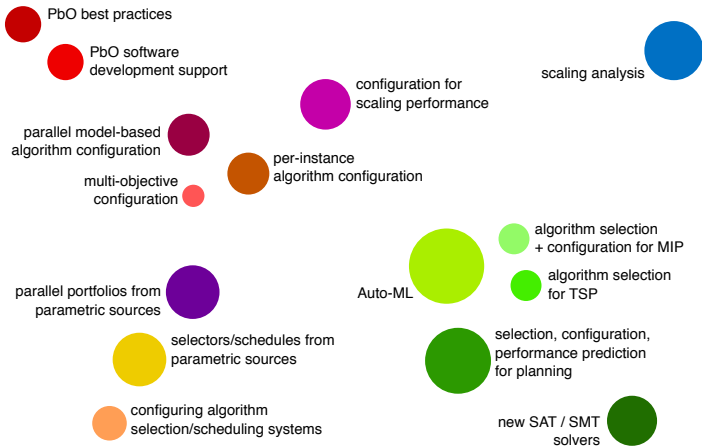 PbO best practices
PbO software
development support
scaling analysis
configuration for
scaling performance
parallel model-based
algorithm configuration
per-instance
algorithm configuration
multi-objective
configuration
algorithm selection
+ configuration for MIP
algorithm selection
for TSP
Auto-ML
parallel portfolios from
parametric sources
selectors/schedules from
parametric sources
selection, configuration,
performance prediction
for planning
configuring algorithm
selection/scheduling systems
new SAT / SMT
solvers